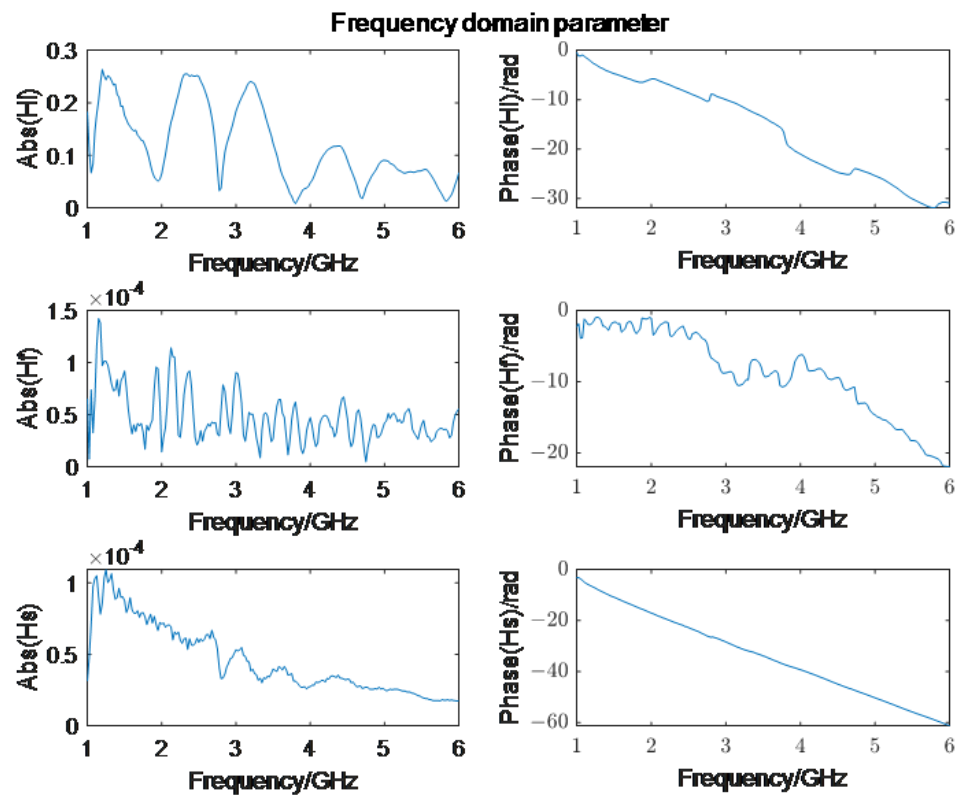 Frequency domain parameter
0.3
0.2
0.1
0
Abs(Hl)
1 2 3 4 5 6
Frequency/GHz
0
−10
−20
−30
Phase(Hl)/rad
1 2 3 4 5 6
Frequency/GHz
×10-4
1.5
1
0.5
0
Abs(Hf)
1 2 3 4 5 6
Frequency/GHz
0
−10
−20
Phase(Hf)/rad
1 2 3 4 5 6
Frequency/GHz
×10-4
1
0.5
0
Abs(Hs)
1 2 3 4 5 6
Frequency/GHz
0
−20
−40
−60
Phase(Hs)/rad
1 2 3 4 5 6
Frequency/GHz